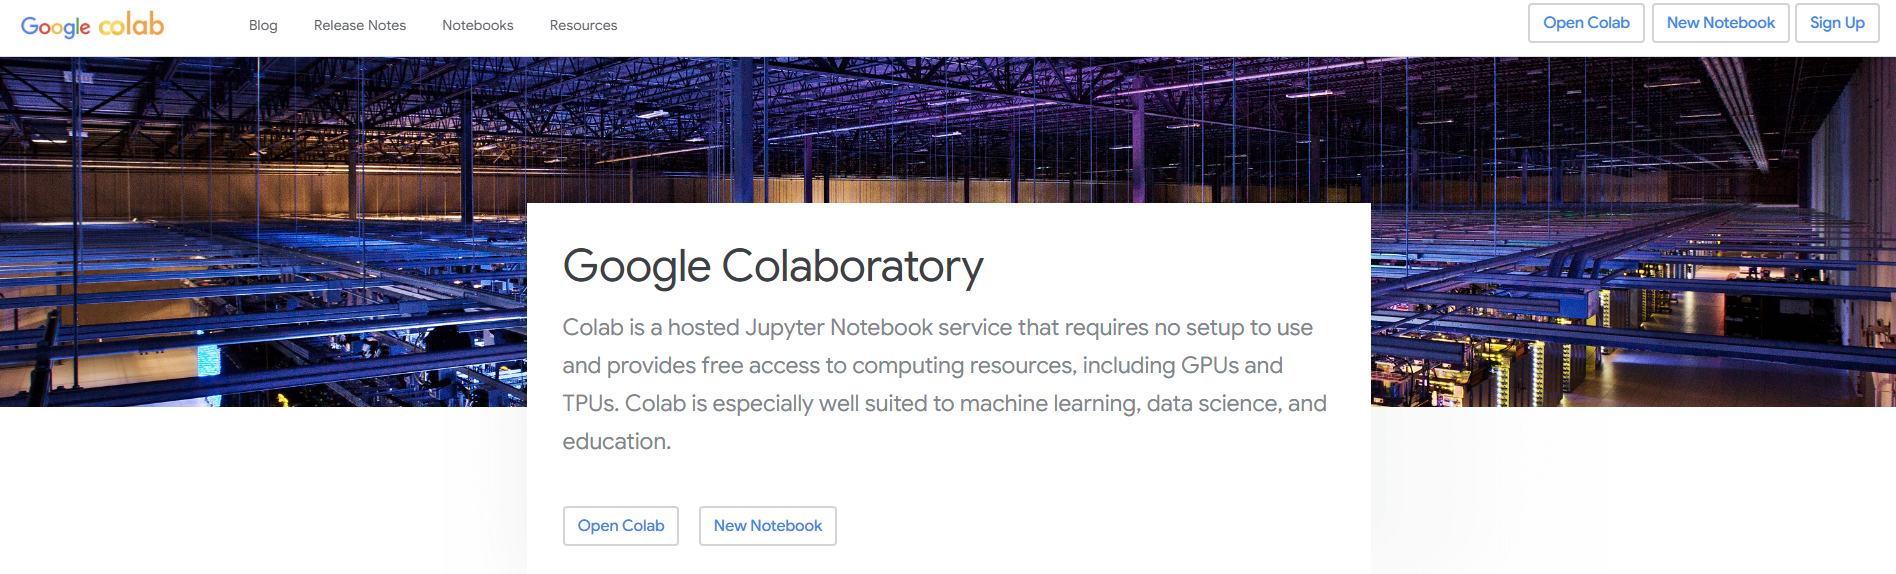 Google colab
Blog
Release Notes
Notebooks
Resources
Open Colab
New Notebook
Sign Up
Google Colaboratory
Colab is a hosted Jupyter Notebook service that requires no setup to use
and provides free access to computing resources, including GPUs and
TPUs. Colab is especially well suited to machine learning, data science, and
education.
Open Colab
New Notebook